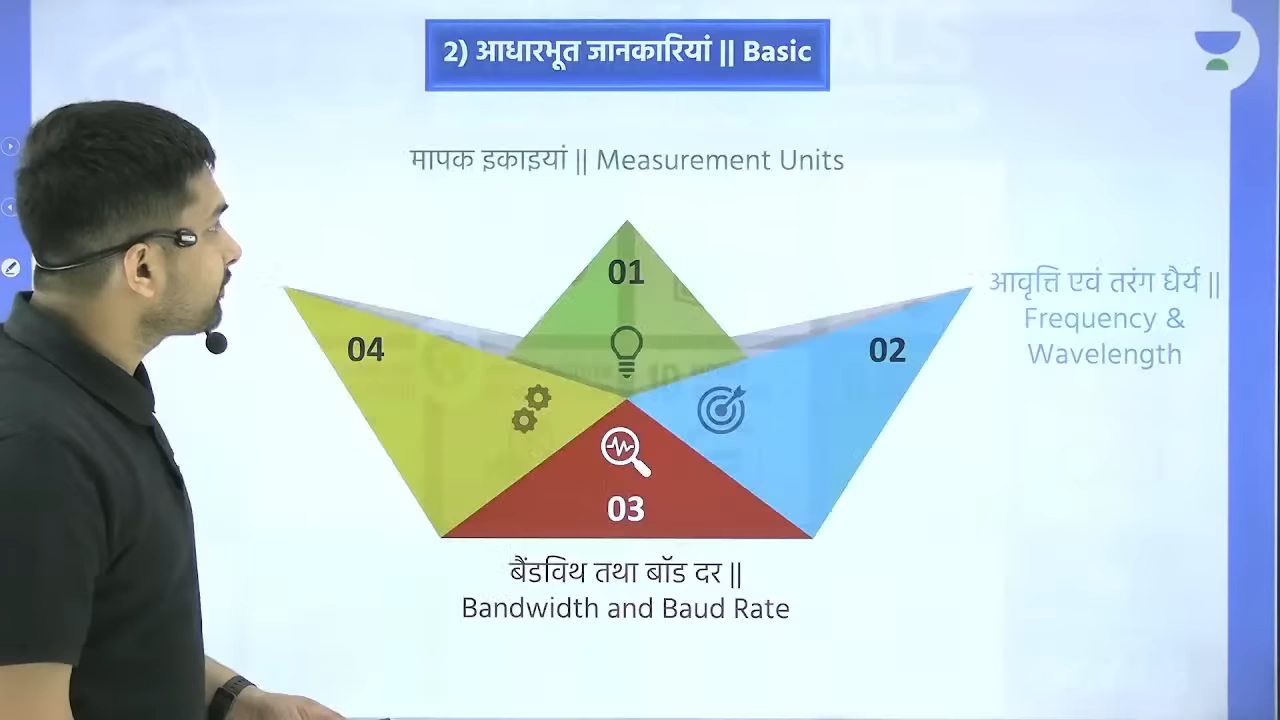 2) आधारभूत जानकारियां || Basic
मापक इकाइयां || Measurement Units
01
आवृत्ति एवं तरंग धैर्य ||
Frequency &
Wavelength
04
02
03
बैंडविथ तथा बॉड दर ||
Bandwidth and Baud Rate